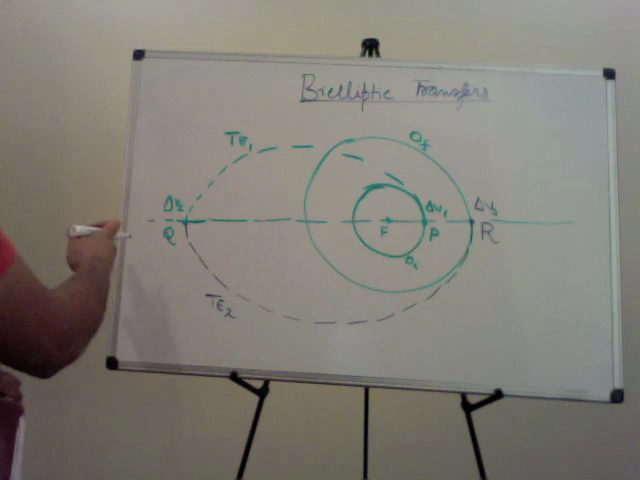 Bielliptic Transfers
TE₁
Of
ΔV₂
ΔV₁
ΔV₃
Q
F
P
R
Oi
TE₂